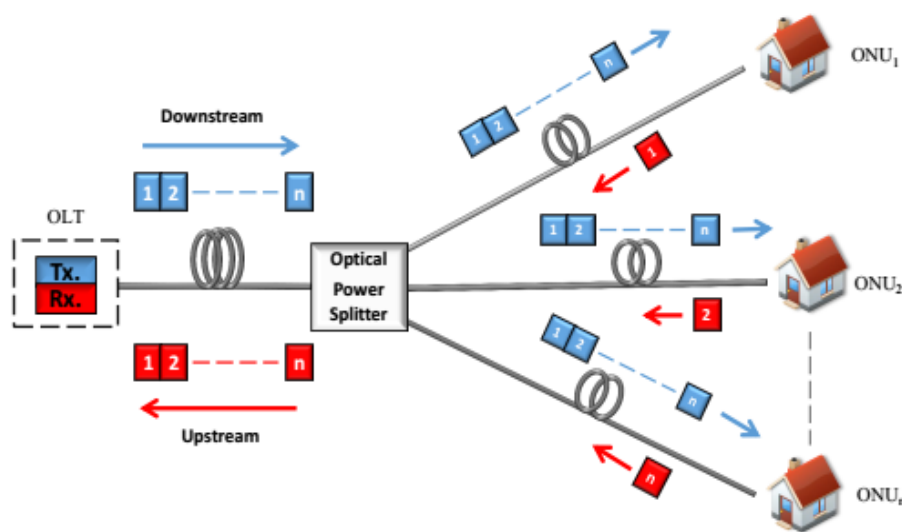 Downstream
1 2 n
OLT
Tx.
Rx.
Optical
Power
Splitter
1 2 n
Upstream
1 2 n
1
ONU1
1 2 n
2
ONU2
1 2 n
n